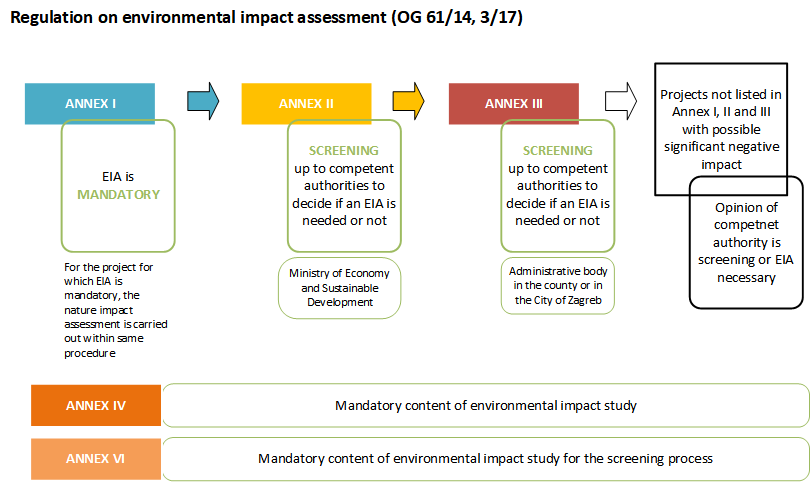 Regulation on environmental impact assessment (OG 61/14, 3/17)
ANNEX I
EIA is
MANDATORY
For the project for
which EIA is
mandatory, the
nature impact
assessment is carried
out within same
procedure
ANNEX II
SCREENING
up to competent
authorities to
decide if an EIA is
needed or not
Ministry of Economy
and Sustainable
Development
ANNEX III
SCREENING
up to competent
authorities to
decide if an EIA is
needed or not
Administrative body
in the county or in
the City of Zagreb
Projects not listed in
Annex I, II and III
with possible
significant negative
impact
Opinion of
competnet
authority is
screening or EIA
necessary
ANNEX IV
Mandatory content of environmental impact study
ANNEX VI
Mandatory content of environmental impact study for the screening process